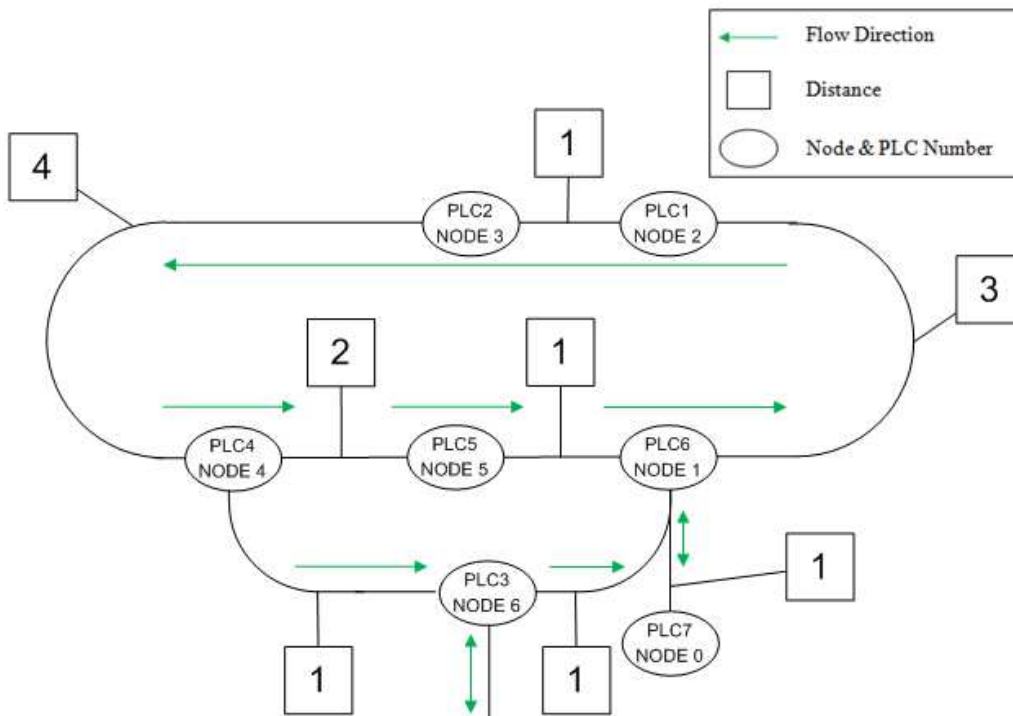 Flow Direction
Distance
Node & PLC Number
1
4
PLC2
NODE 3
PLC1
NODE 2
3
2
1
PLC4
NODE 4
PLC5
NODE 5
PLC6
NODE 1
1
PLC3
NODE 6
PLC7
NODE 0
1
1